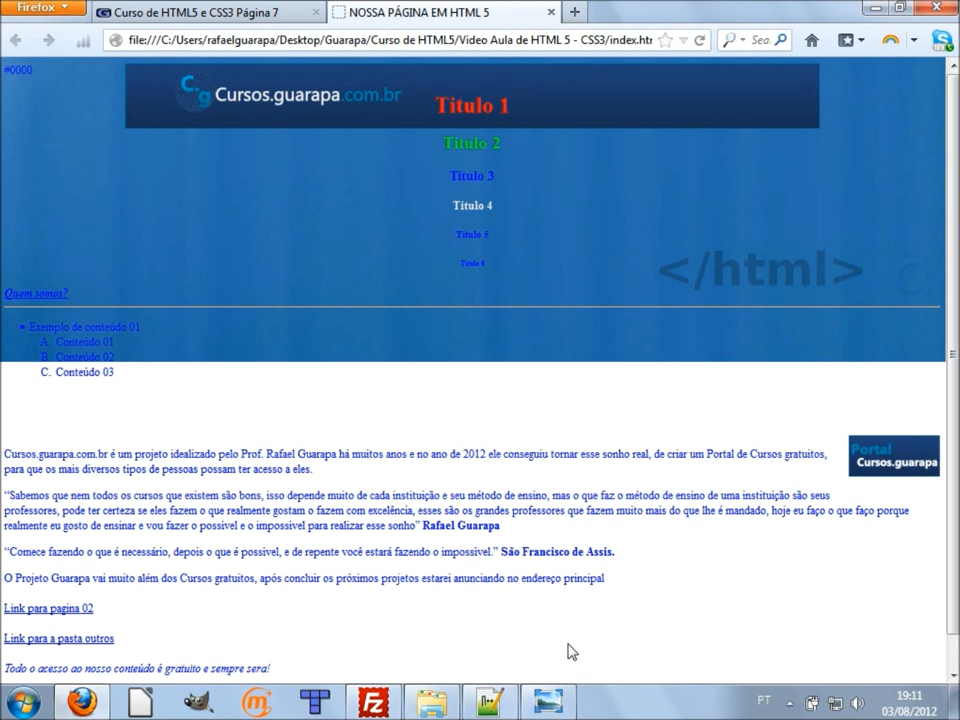 Firefox
Curso de HTML5 e CSS3 Página 7
NOSSA PÁGINA EM HTML 5
file:///C:/Users/rafaelguarapa/Desktop/Guarapa/Curso de HTML5/Video Aula de HTML 5 - CSS3/index.htm
Sea
#0000
C.g Cursos.guarapa.com.br
Titulo 1
Titulo 2
Titulo 3
Titulo 4
Titulo 5
Titulo 6
</html>
Quem somos?
Exemplo de conteúdo 01
A. Conteúdo 01
B. Conteúdo 02
C. Conteúdo 03
Portal
Cursos.guarapa
Cursos.guarapa.com.br é um projeto idealizado pelo Prof. Rafael Guarapa há muitos anos e no ano de 2012 ele conseguiu tornar esse sonho real, de criar um Portal de Cursos gratuitos,
para que os mais diversos tipos de pessoas possam ter acesso a eles.
“Sabemos que nem todos os cursos que existem são bons, isso depende muito de cada instituição e seu método de ensino, mas o que faz o método de ensino de uma instituição são seus
professores, pode ter certeza se eles fazem o que realmente gostam o fazem com excelência, esses são os grandes professores que fazem muito mais do que lhe é mandado, hoje eu faço o que faço porque
realmente eu gosto de ensinar e vou fazer o possivel e o impossivel para realizar esse sonho” Rafael Guarapa
“Comece fazendo o que é necessário, depois o que é possivel, e de repente você estará fazendo o impossível.” São Francisco de Assis.
O Projeto Guarapa vai muito além dos Cursos gratuitos, após concluir os próximos projetos estarei anunciando no endereço principal
Link para pagina 02
Link para a pasta outros
Todo o acesso ao nosso conteúdo é gratuito e sempre sera!
PT
19:11
03/08/2012